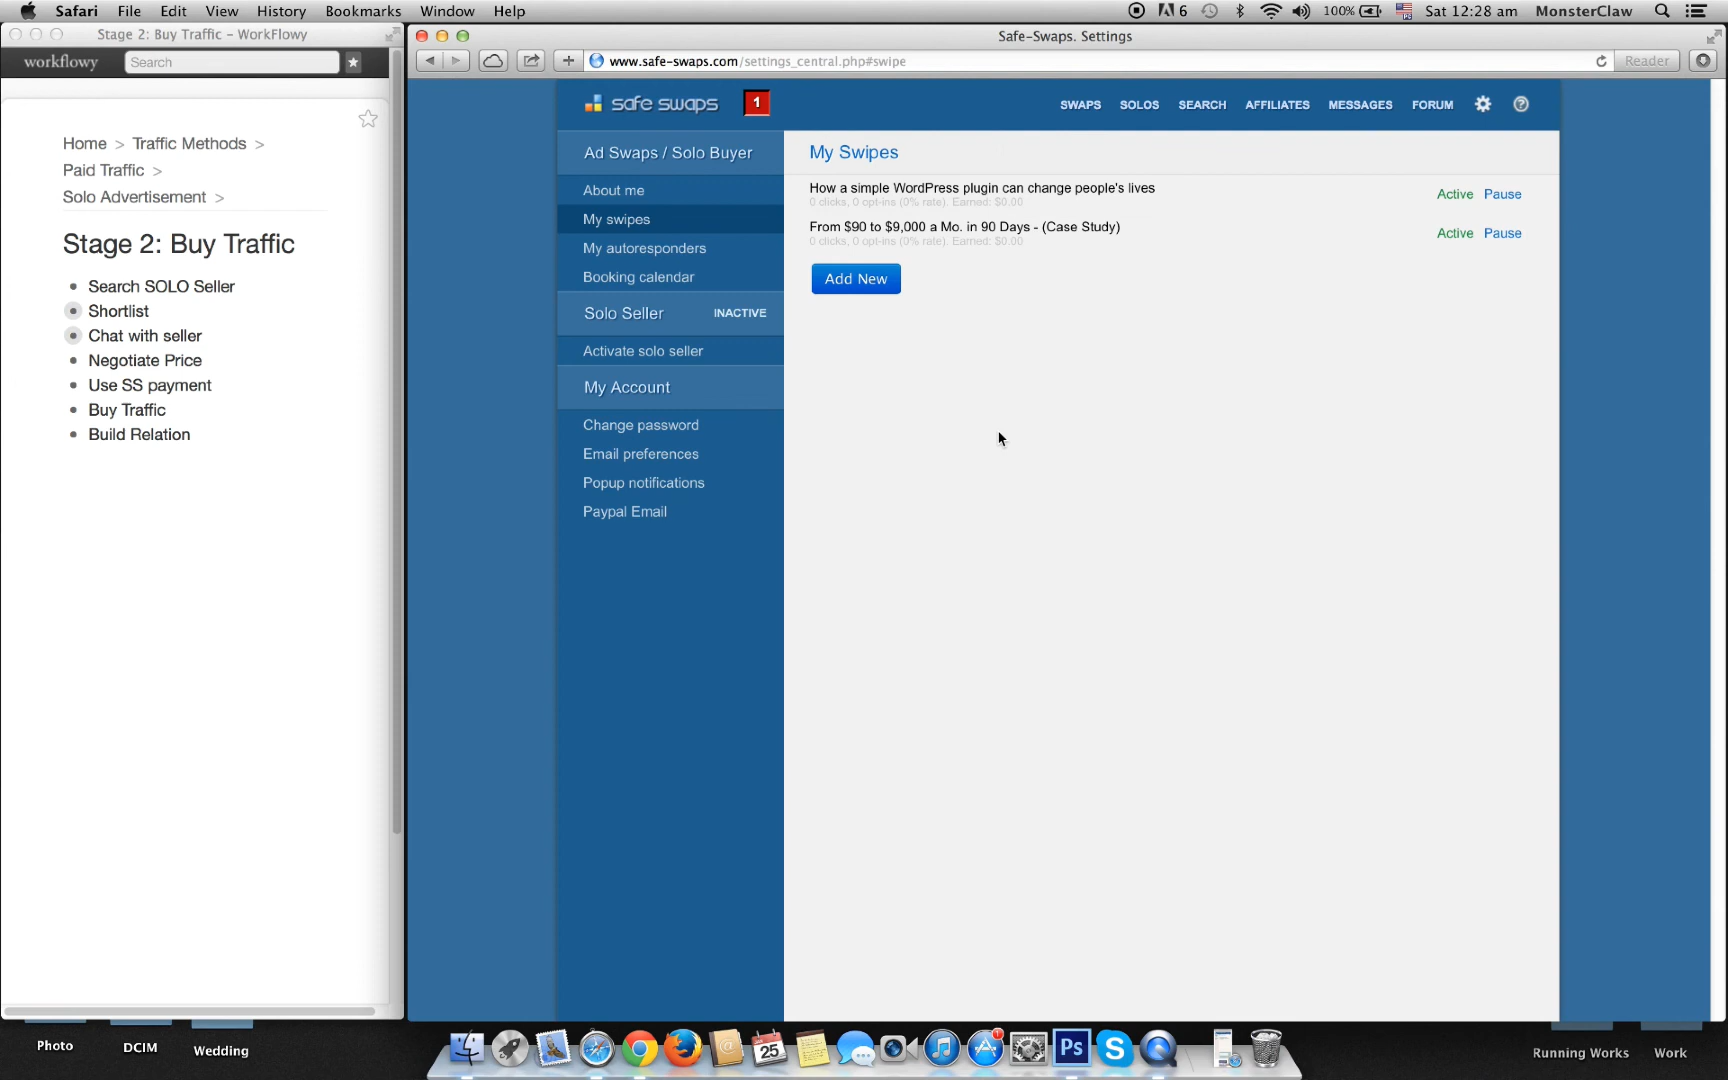 Safari File Edit View History Bookmarks Window Help
6 100% Sat 12:28 am MonsterClaw
Stage 2: Buy Traffic – WorkFlowy
workflowy Search
Home > Traffic Methods >
Paid Traffic >
Solo Advertisement >
Stage 2: Buy Traffic
Search SOLO Seller
Shortlist
Chat with seller
Negotiate Price
Use SS payment
Buy Traffic
Build Relation
Safe-Swaps. Settings
www.safe-swaps.com/settings_central.php#swipe
Reader
safe swaps 1
SWAPS SOLOS SEARCH AFFILIATES MESSAGES FORUM ?
Ad Swaps / Solo Buyer
About me
My swipes
My autoresponders
Booking calendar
Solo Seller INACTIVE
Activate solo seller
My Account
Change password
Email preferences
Popup notifications
Paypal Email
My Swipes
How a simple WordPress plugin can change people's lives
0 clicks, 0 opt-ins (0% rate). Earned: $0.00
Active Pause
From $90 to $9,000 a Mo. in 90 Days - (Case Study)
0 clicks, 0 opt-ins (0% rate). Earned: $0.00
Active Pause
Add New
Photo DCIM Wedding
25
1
Ps
Running Works Work